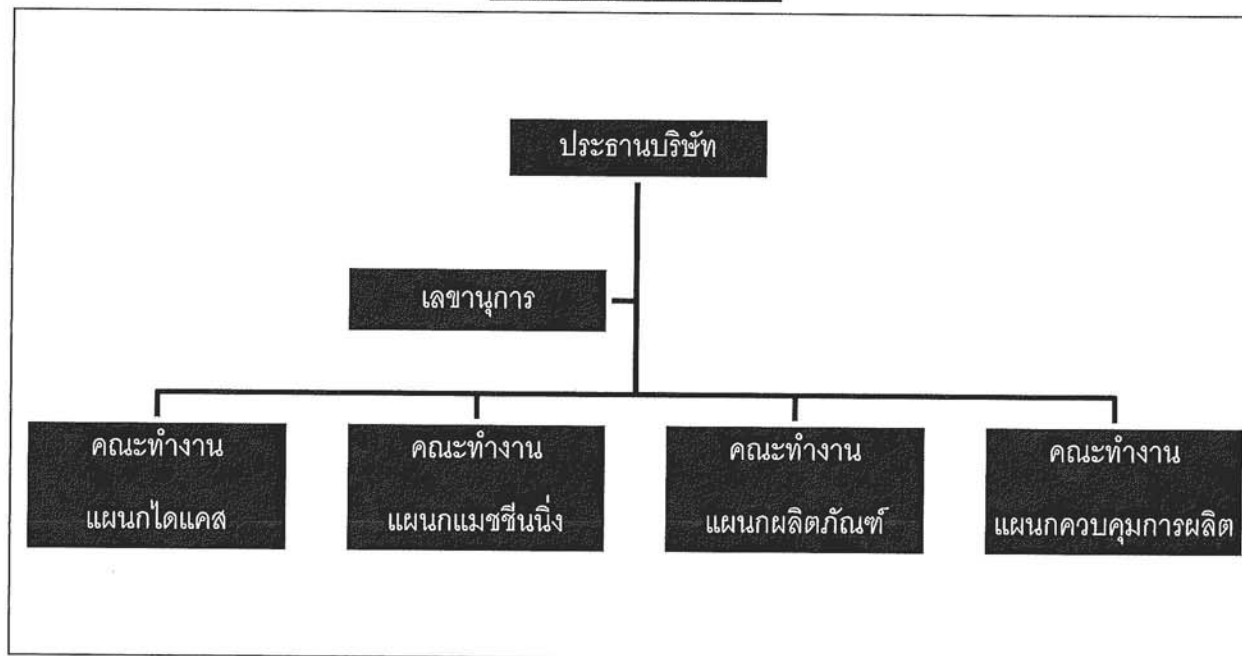 ประธานบริษัท
เลขานุการ
คณะทำงาน
แผนกไดแคส
คณะทำงาน
แผนกแมชชีนนิ่ง
คณะทำงาน
แผนกผลิตภัณฑ์
คณะทำงาน
แผนกควบคุมการผลิต